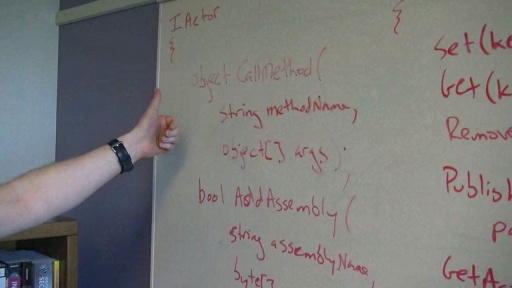 IActor
{
object CallMethod(
string methodName,
object[] args);
bool AddAssembly(
string assemblyName
byte[]
{
Set(k
Get(k
Remove
Publish
GetA